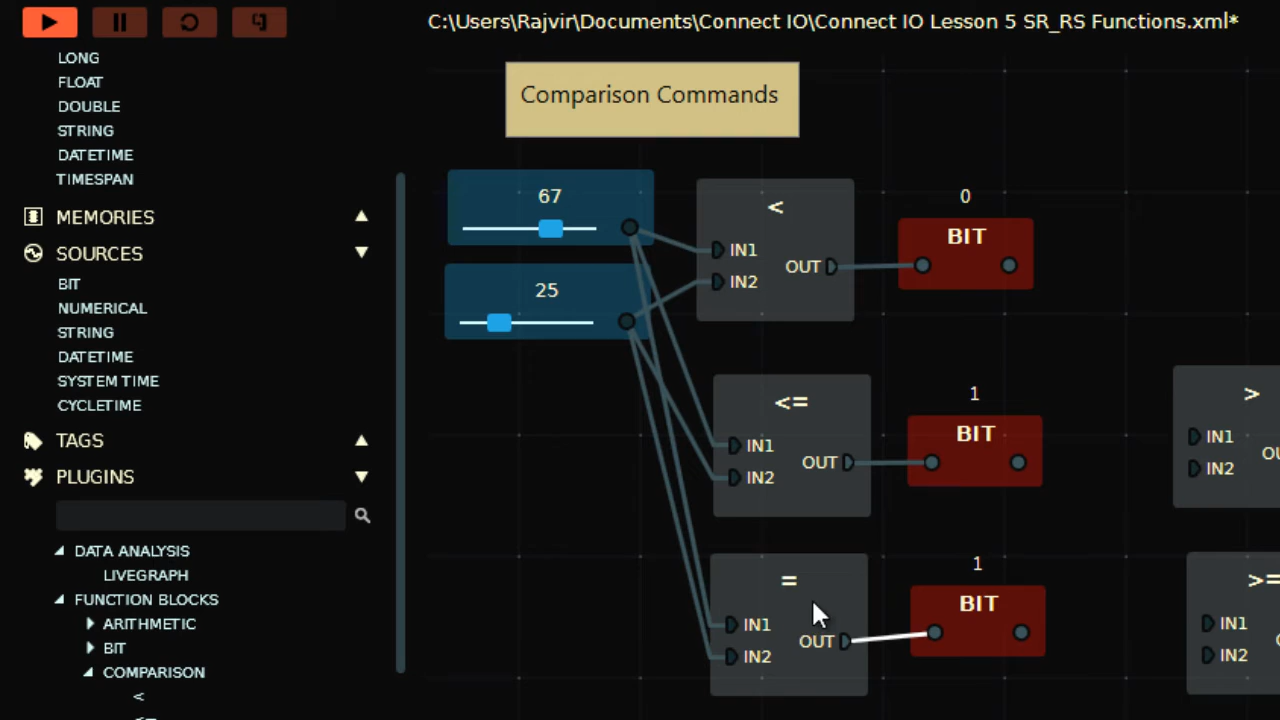 C:\Users\Rajvir\Documents\Connect IO\Connect IO Lesson 5 SR_RS Functions.xml*
LONG
FLOAT
DOUBLE
STRING
DATETIME
TIMESPAN
MEMORIES
SOURCES
BIT
NUMERICAL
STRING
DATETIME
SYSTEM TIME
CYCLETIME
TAGS
PLUGINS
DATA ANALYSIS
LIVEGRAPH
FUNCTION BLOCKS
ARITHMETIC
BIT
COMPARISON
<
Comparison Commands
67
25
<
IN1
OUT
IN2
0
BIT
<=
IN1
OUT
IN2
1
BIT
=
IN1
OUT
IN2
1
BIT
>
IN1
IN2
>=
IN1
IN2